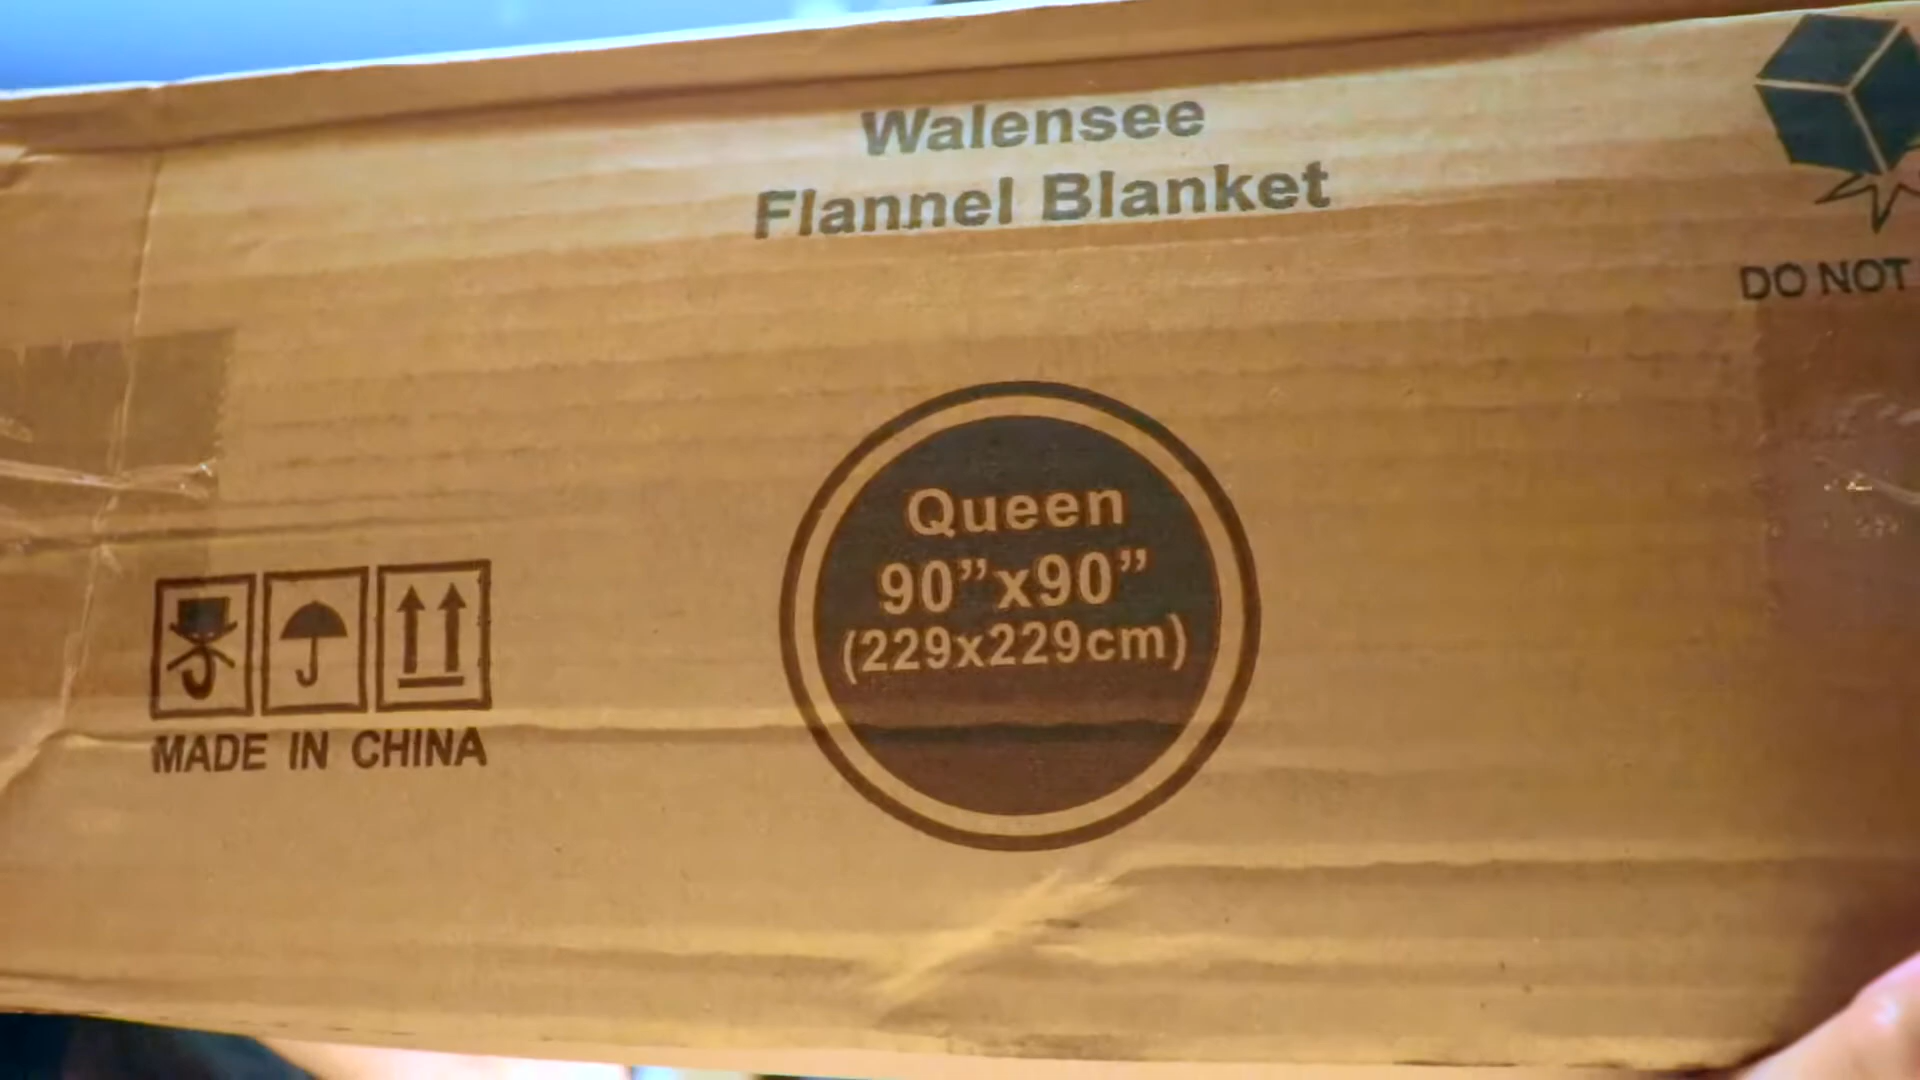 Walensee
Flannel Blanket
DO NOT
Queen
90”x90”
(229x229cm)
MADE IN CHINA